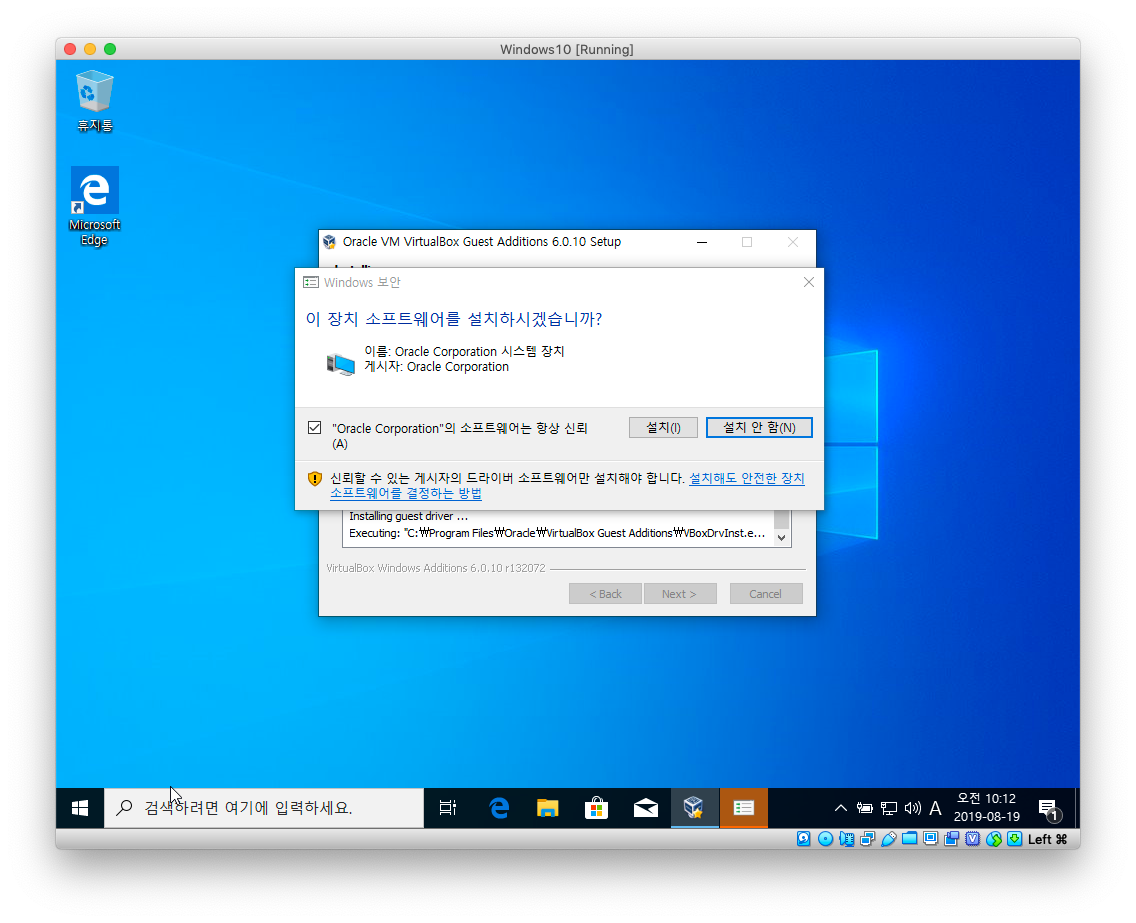 Windows10 [Running]
휴지통
Microsoft
Edge
Oracle VM VirtualBox Guest Additions 6.0.10 Setup
Windows 보안
이 장치 소프트웨어를 설치하시겠습니까?
이름: Oracle Corporation 시스템 장치
게시자: Oracle Corporation
"Oracle Corporation"의 소프트웨어는 항상 신뢰
(A)
설치(I)
설치 안 함(N)
신뢰할 수 있는 게시자의 드라이버 소프트웨어만 설치해야 합니다. 설치해도 안전한 장치
소프트웨어를 결정하는 방법
Installing guest driver ...
Executing: "C:₩Program Files₩Oracle₩VirtualBox Guest Additions₩VBoxDrvInst.e...
VirtualBox Windows Additions 6.0.10 r132072
< Back
Next >
Cancel
검색하려면 여기에 입력하세요.
A
오전 10:12
2019-08-19
1
Left ⌘